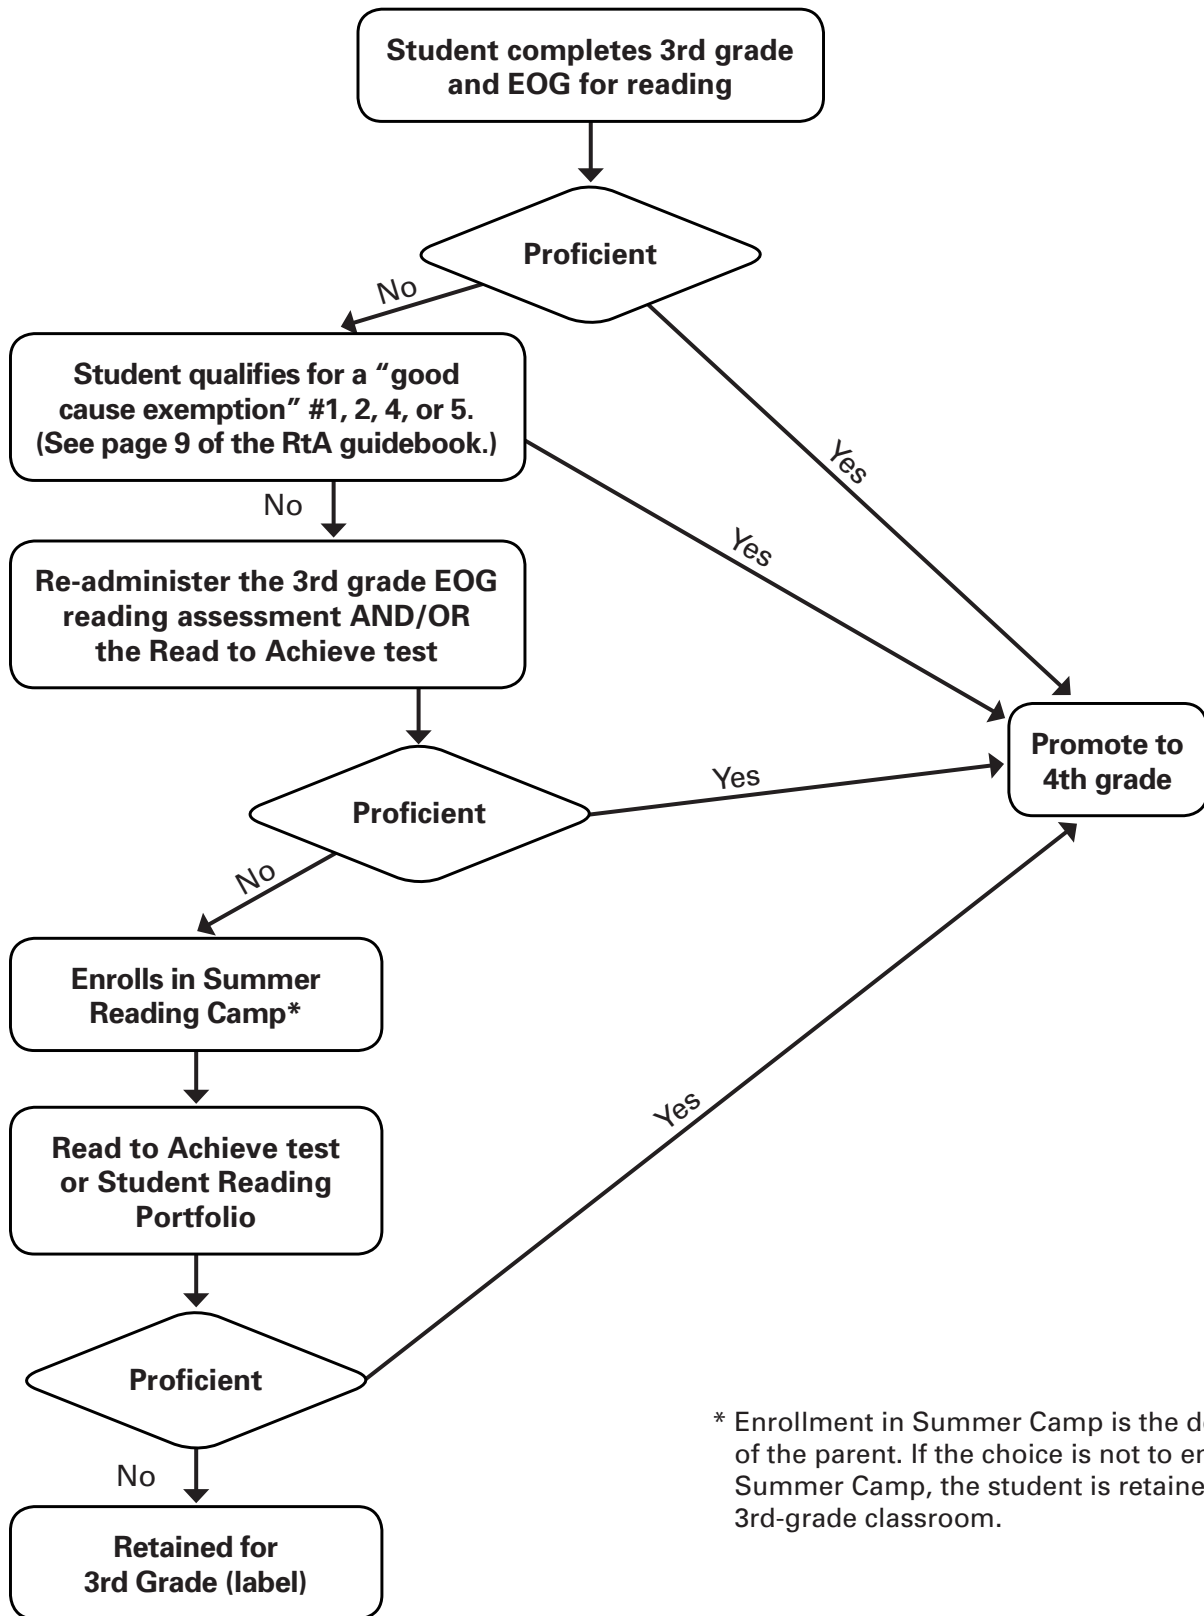 Student completes 3rd grade
and EOG for reading
Proficient
No
Yes
Student qualifies for a “good
cause exemption” #1, 2, 4, or 5.
(See page 9 of the RtA guidebook.)
Yes
No
Re-administer the 3rd grade EOG
reading assessment AND/OR
the Read to Achieve test
Promote to
4th grade
Proficient
Yes
No
Enrolls in Summer
Reading Camp*
Read to Achieve test
or Student Reading
Portfolio
Yes
Proficient
No
Retained for
3rd Grade (label)
* Enrollment in Summer Camp is the
of the parent. If the choice is not to
Summer Camp, the student is
3rd-grade classroom.